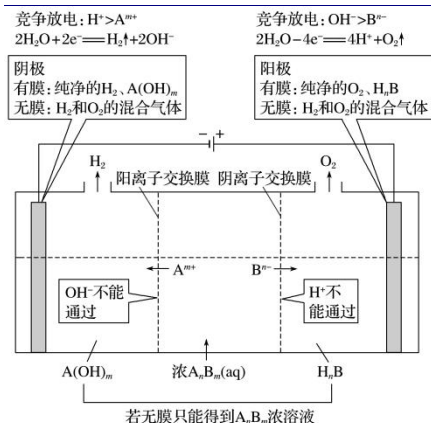 竞争放电:H⁺>Aᵐ⁺
2H₂O+2e⁻══H₂↑+2OH⁻
竞争放电:OH⁻>Bⁿ⁻
2H₂O−4e⁻══4H⁺+O₂↑
阴极
有膜:纯净的H₂、A(OH)ₘ
无膜:H₂和O₂的混合气体
阳极
有膜:纯净的O₂、HₙB
无膜:H₂和O₂的混合气体
− +
H₂
阳离子交换膜
阴离子交换膜
O₂
Aᵐ⁺
Bⁿ⁻
OH⁻不能
通过
H⁺不
能通过
A(OH)ₘ
浓AₙBₘ(aq)
HₙB
若无膜只能得到AₙBₘ浓溶液